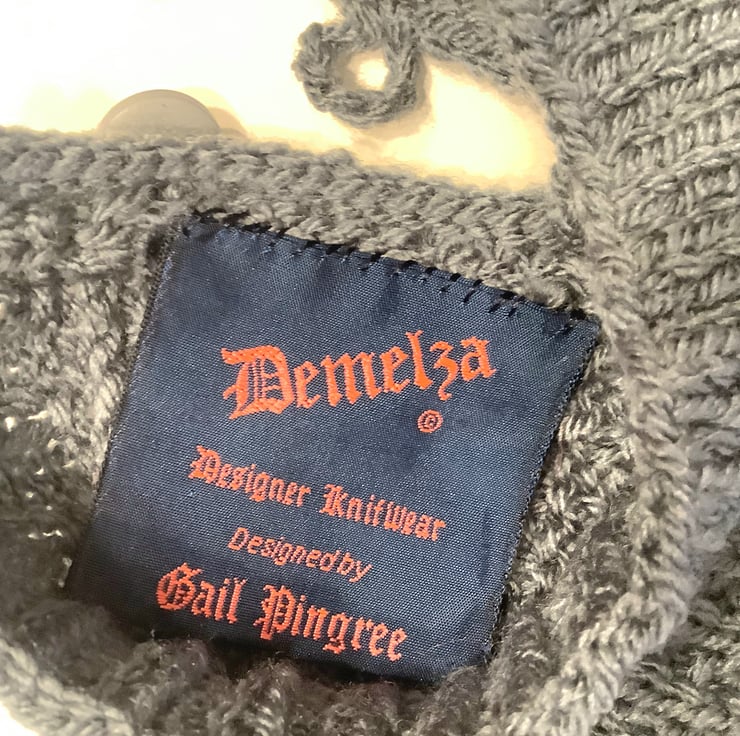 Demelza
©
Designer Knitwear
Designed by
Gail Pingree